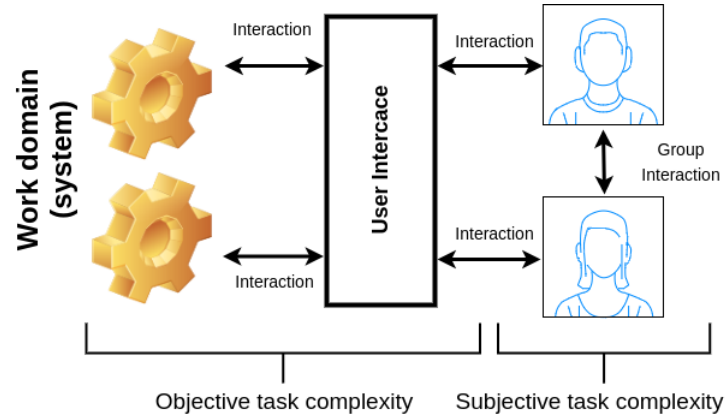 Work domain
(system)
Interaction
Interaction
User Intercace
Interaction
Interaction
Group
Interaction
Objective task complexity
Subjective task complexity